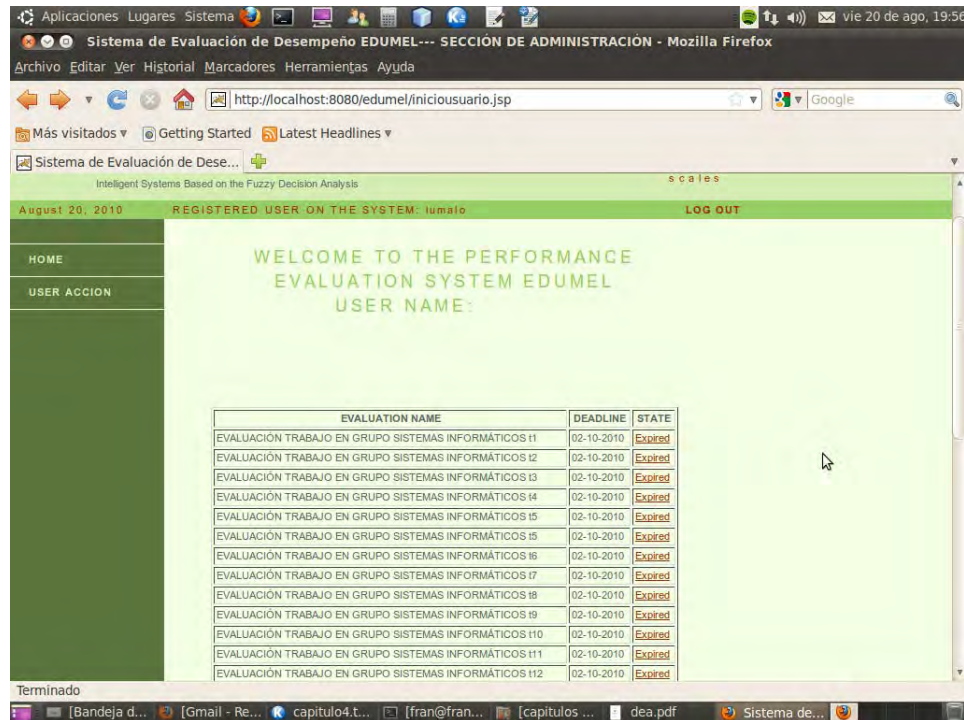 Aplicaciones Lugares Sistema vie 20 de ago, 19:56
Sistema de Evaluación de Desempeño EDUMEL--- SECCIÓN DE ADMINISTRACIÓN - Mozilla Firefox
Archivo Editar Ver Historial Marcadores Herramientas Ayuda
http://localhost:8080/edumel/iniciousuario.jsp Google
Más visitados Getting Started Latest Headlines
Sistema de Evaluación de Dese...
Intelligent Systems Based on the Fuzzy Decision Analysis scales
August 20, 2010 REGISTERED USER ON THE SYSTEM: lumalo LOG OUT
HOME
USER ACCION
WELCOME TO THE PERFORMANCE
EVALUATION SYSTEM EDUMEL
USER NAME:
EVALUATION NAME DEADLINE STATE
EVALUACIÓN TRABAJO EN GRUPO SISTEMAS INFORMÁTICOS t1 02-10-2010 Expired
EVALUACIÓN TRABAJO EN GRUPO SISTEMAS INFORMÁTICOS t2 02-10-2010 Expired
EVALUACIÓN TRABAJO EN GRUPO SISTEMAS INFORMÁTICOS t3 02-10-2010 Expired
EVALUACIÓN TRABAJO EN GRUPO SISTEMAS INFORMÁTICOS t4 02-10-2010 Expired
EVALUACIÓN TRABAJO EN GRUPO SISTEMAS INFORMÁTICOS t5 02-10-2010 Expired
EVALUACIÓN TRABAJO EN GRUPO SISTEMAS INFORMÁTICOS t5 02-10-2010 Expired
EVALUACIÓN TRABAJO EN GRUPO SISTEMAS INFORMÁTICOS t6 02-10-2010 Expired
EVALUACIÓN TRABAJO EN GRUPO SISTEMAS INFORMÁTICOS t7 02-10-2010 Expired
EVALUACIÓN TRABAJO EN GRUPO SISTEMAS INFORMÁTICOS t8 02-10-2010 Expired
EVALUACIÓN TRABAJO EN GRUPO SISTEMAS INFORMÁTICOS t9 02-10-2010 Expired
EVALUACIÓN TRABAJO EN GRUPO SISTEMAS INFORMÁTICOS t10 02-10-2010 Expired
EVALUACIÓN TRABAJO EN GRUPO SISTEMAS INFORMÁTICOS t11 02-10-2010 Expired
EVALUACIÓN TRABAJO EN GRUPO SISTEMAS INFORMÁTICOS t12 02-10-2010 Expired
Terminado
[Bandeja d... [Gmail - Re... capitulo4.t... [fran@fran... [capitulos ... dea.pdf Sistema de...